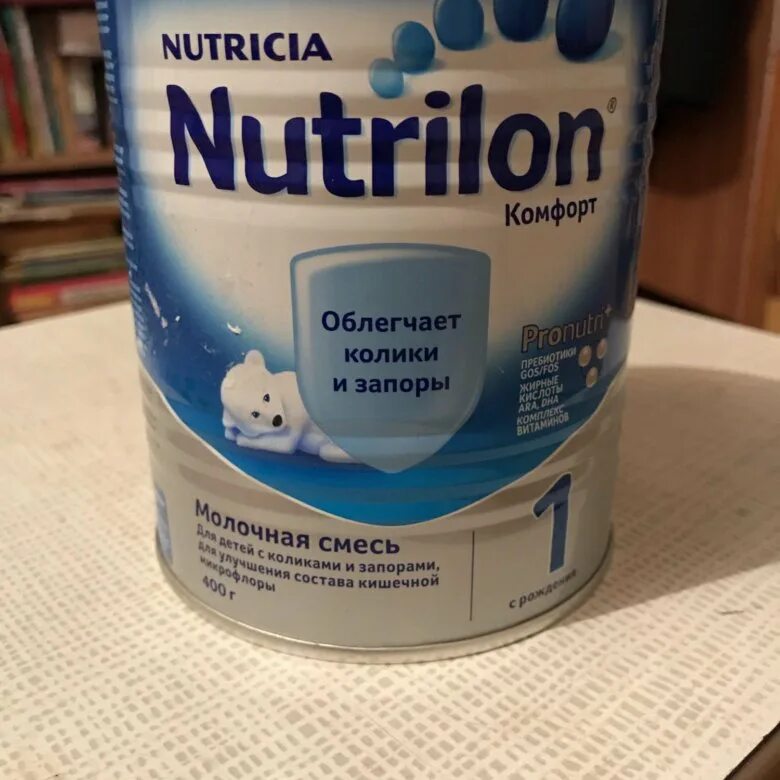 NUTRICIA
Nutrilon®
Комфорт
Облегчает
колики
и запоры
Pronutri+
ПРЕБИОТИКИ
GOS/FOS
ЖИРНЫЕ
КИСЛОТЫ
ARA, DHA
КОМПЛЕКС
ВИТАМИНОВ
Молочная смесь
Для детей с коликами и запорами,
для улучшения состава кишечной
микрофлоры
400 г
1
с рождения